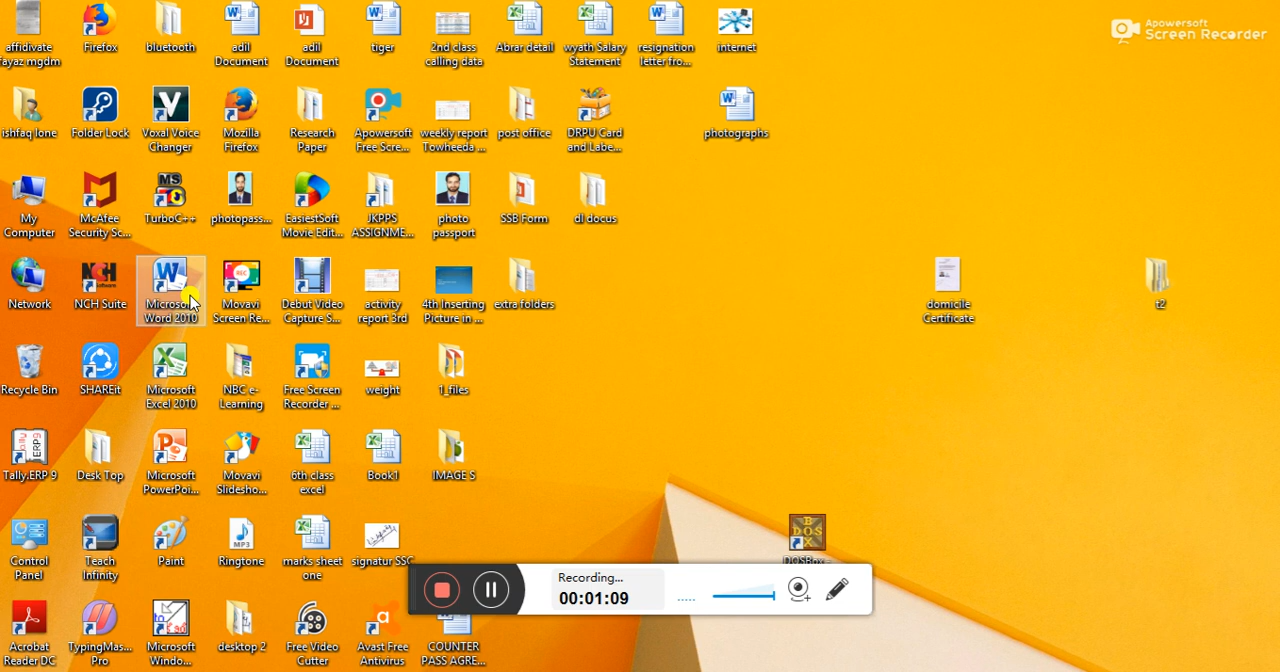 affidivate
fayaz mgdm
Firefox
bluetooth
adil
Document
adil
Document
tiger
2nd class
calling data
Abrar detail
wyath Salary
Statement
resignation
letter fro...
internet
Apowersoft
Screen Recorder
ishfaq lone
Folder Lock
Voxal Voice
Changer
Mozilla
Firefox
Research
Paper
Apowersoft
Free Scre...
weekly report
Towheeda ...
post office
DRPU Card
and Labe...
photographs
My
Computer
McAfee
Security Sc...
MS
TurboC++
photopass...
EasiestSoft
Movie Edit...
JKPPS
ASSIGNME...
photo
passport
SSB Form
dl docus
Network
NCH
NCH Suite
Microsoft
Word 2010
REC
Movavi
Screen Re...
Debut Video
Capture S...
activity
report 3rd
4th Inserting
Picture in ...
extra folders
domicile
Certificate
t2
Recycle Bin
SHAREit
Microsoft
Excel 2010
NBC e-
Learning
Free Screen
Recorder ...
weight
1_files
Tally.ERP 9
Desk Top
Microsoft
PowerPoi...
Movavi
Slidesho...
6th class
excel
Book1
IMAGE S
Control
Panel
Teach
Infinity
Paint
MP3
Ringtone
marks sheet
one
signatur SSC
DOSBox-
Recording...
00:01:09
Acrobat
Reader DC
TypingMas...
Pro
Microsoft
Windo...
desktop 2
Free Video
Cutter
Avast Free
Antivirus
COUNTER
PASS AGRE...